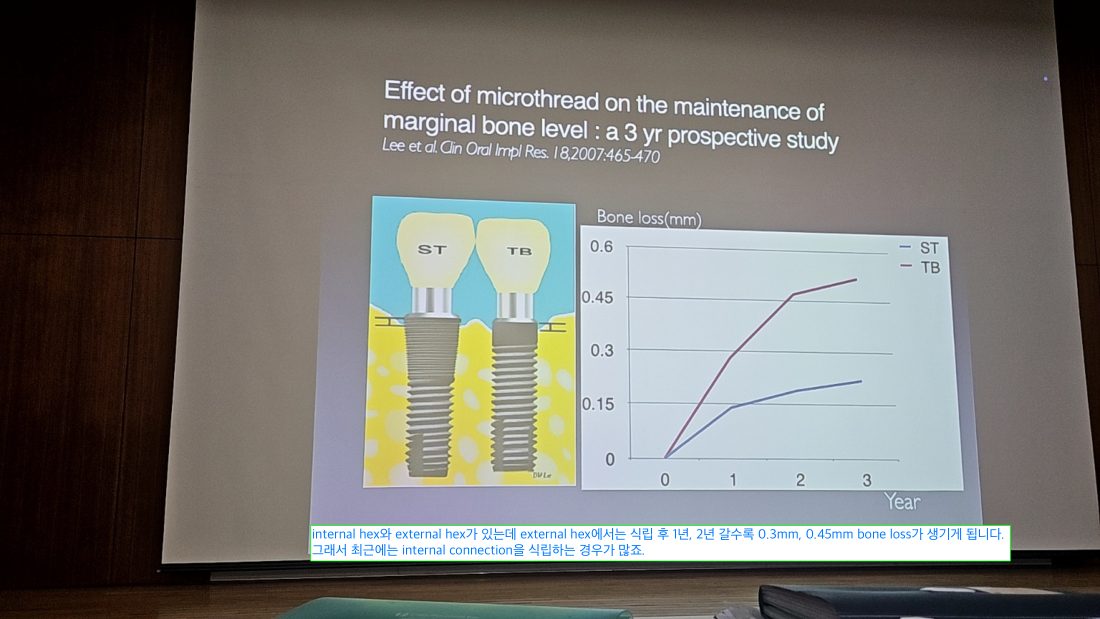 Effect of microthread on the maintenance of
marginal bone level : a 3 yr prospective study
Lee et al. Clin Oral Impl Res. 18,2007:465-470
ST
TB
DW Lee
Bone loss(mm)
0.6
0.45
0.3
0.15
0
0 1 2 3
Year
ST
TB
internal hex와 external hex가 있는데 external hex에서는 식립 후 1년, 2년 갈수록 0.3mm, 0.45mm bone loss가 생기게 됩니다.
그래서 최근에는 internal connection을 식립하는 경우가 많죠.